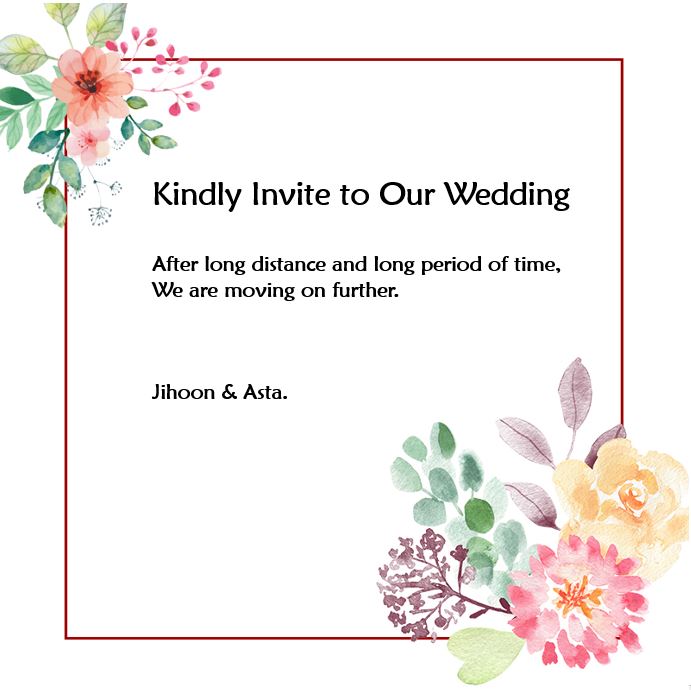 Kindly Invite to Our Wedding
After long distance and long period of time,
We are moving on further.
Jihoon & Asta.